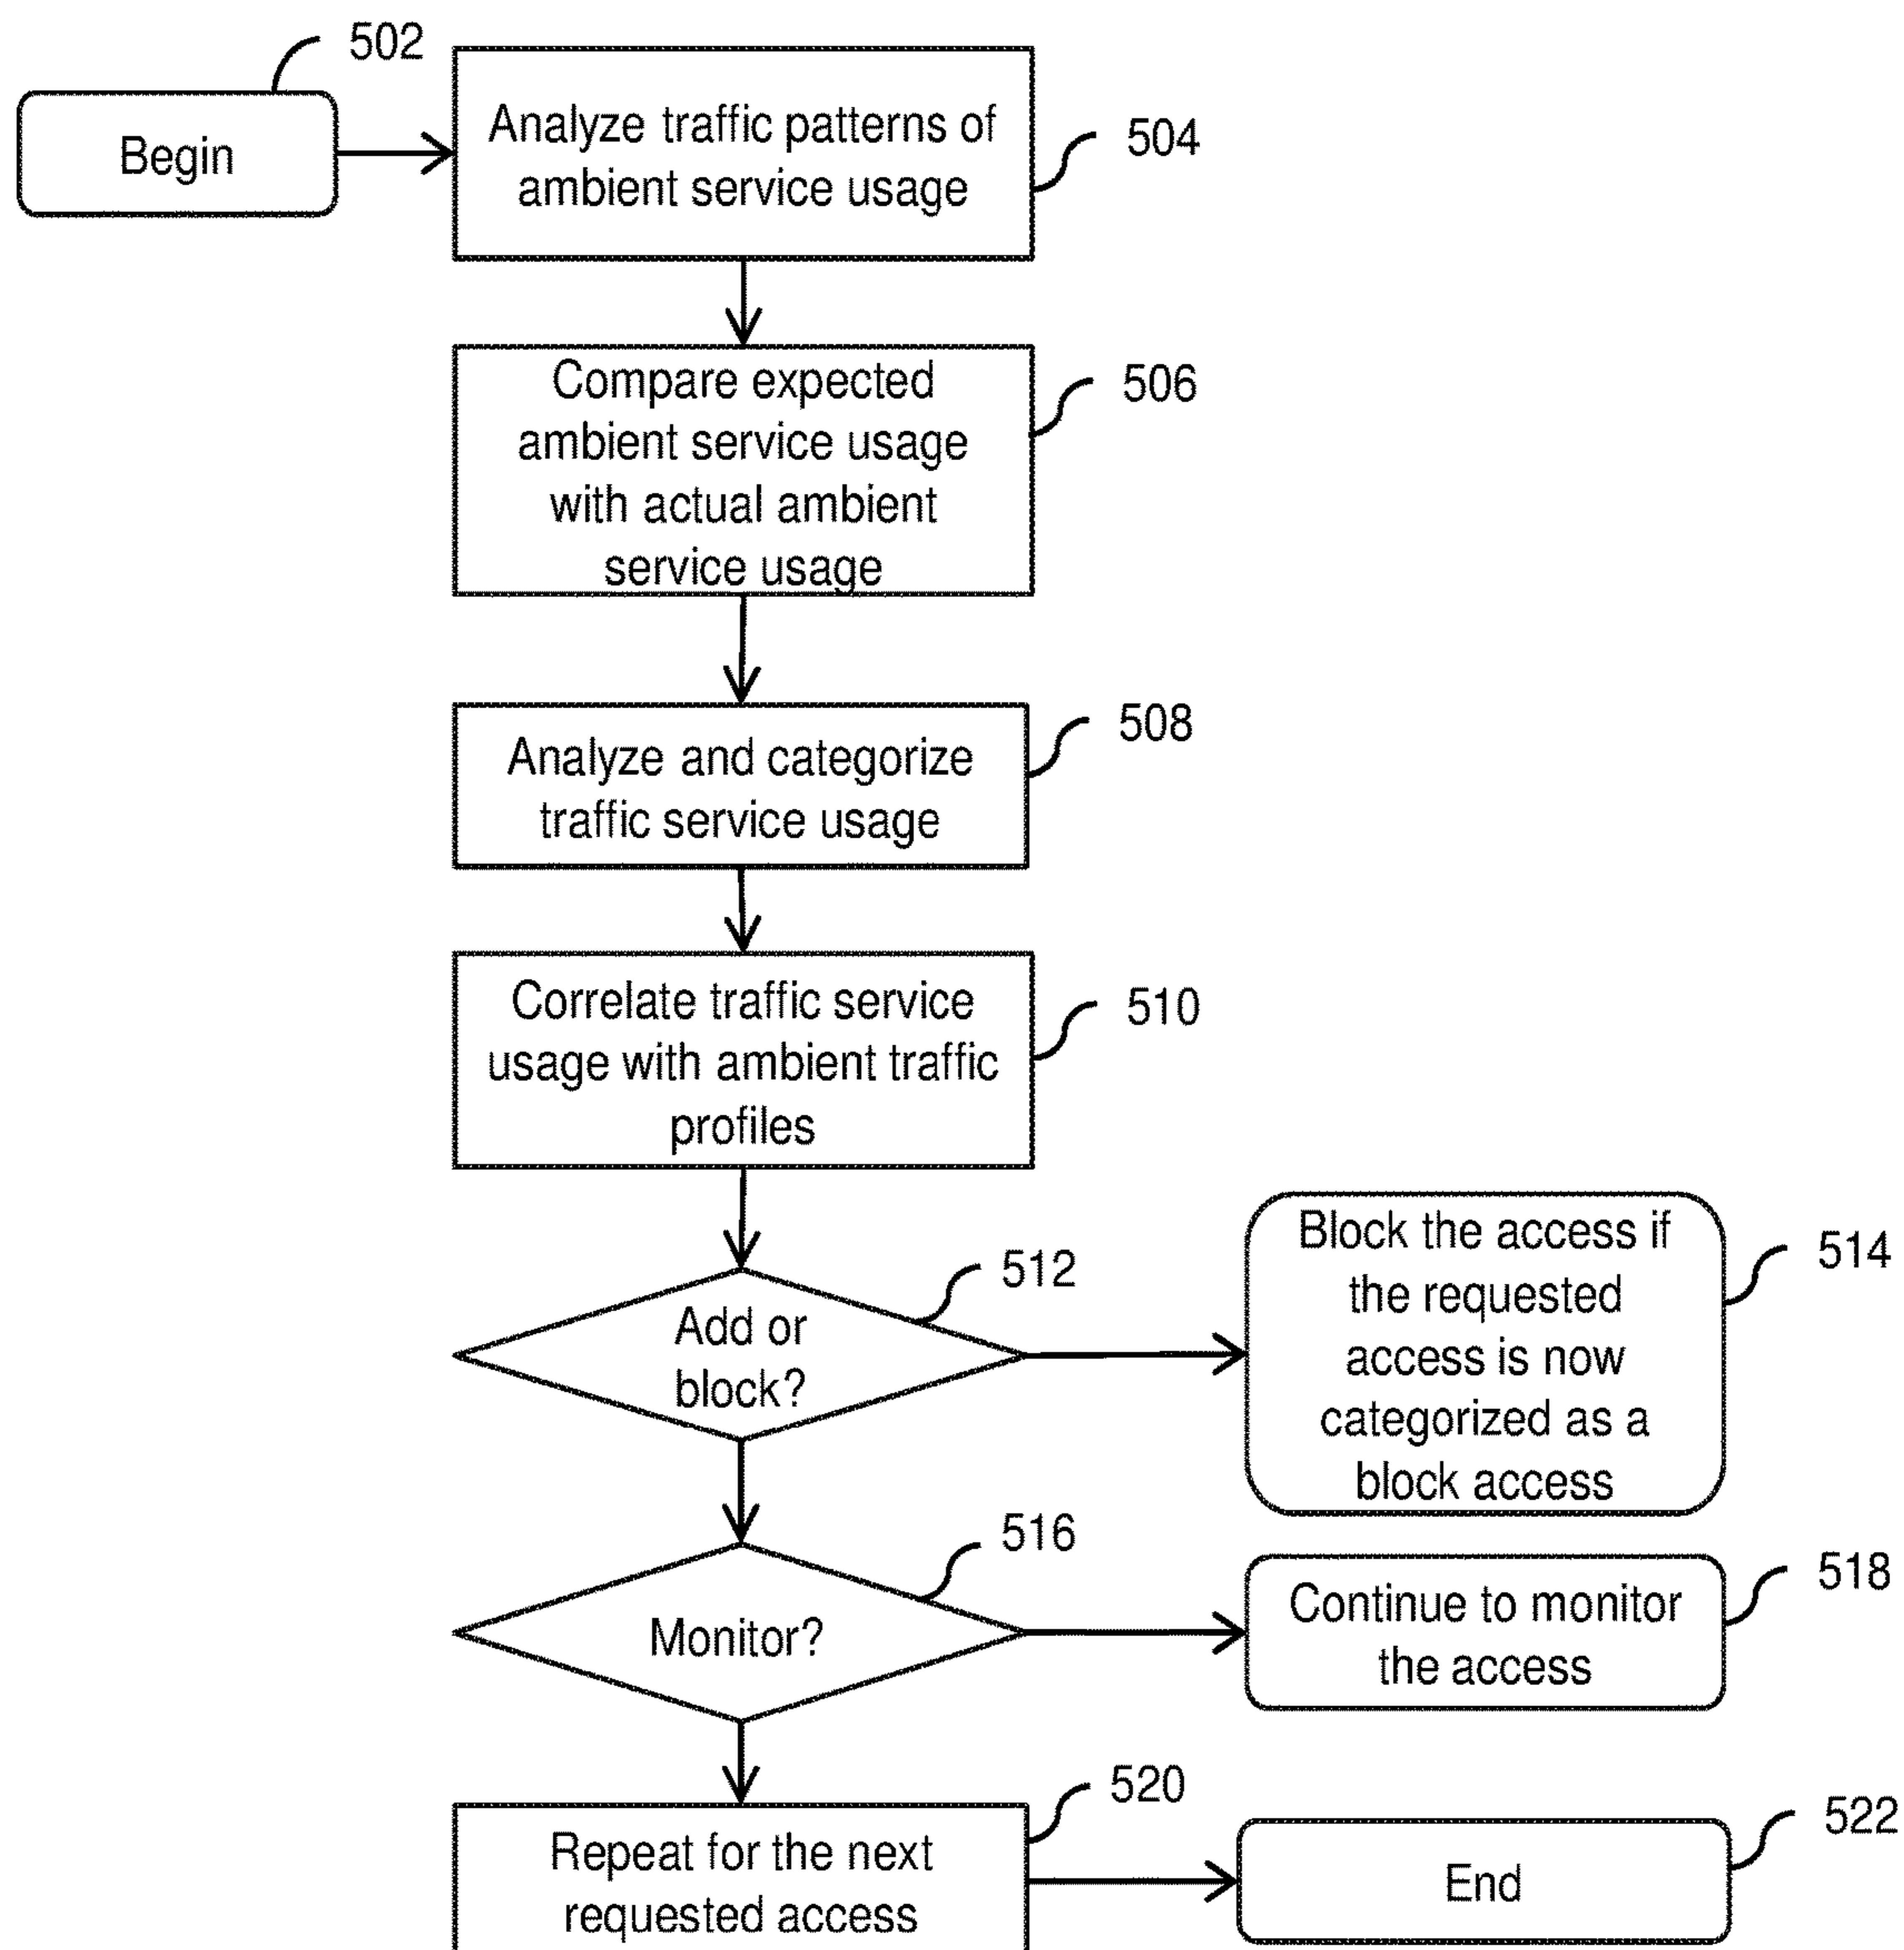 502
Begin
Analyze traffic patterns of
ambient service usage
504
Compare expected
ambient service usage
with actual ambient
service usage
506
Analyze and categorize
traffic service usage
508
Correlate traffic service
usage with ambient traffic
profiles
510
Add or
block?
512
Block the access if
the requested
access is now
categorized as a
block access
514
Monitor?
516
Continue to monitor
the access
518
Repeat for the next
requested access
520
End
522